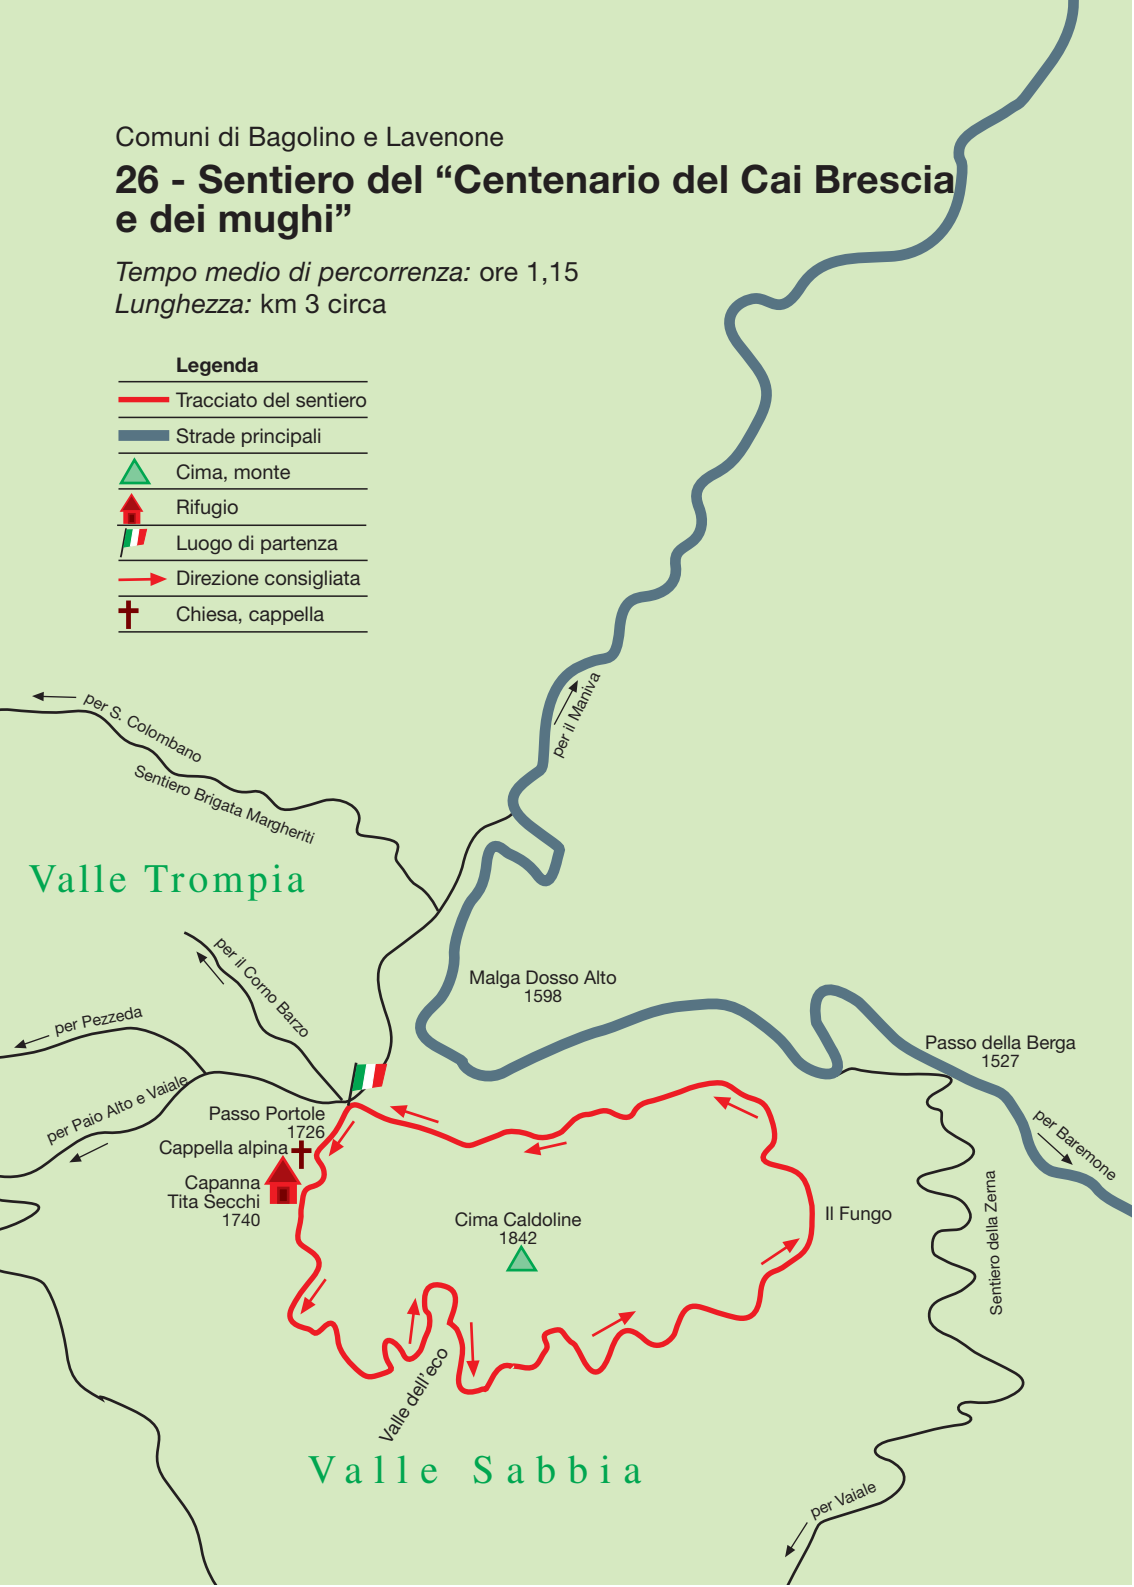 Comuni di Bagolino e Lavenone
26 - Sentiero del “Centenario del Cai Brescia
e dei mughi”
Tempo medio di percorrenza: ore 1,15
Lunghezza: km 3 circa
Legenda
Tracciato del sentiero
Strade principali
Cima, monte
Rifugio
Luogo di partenza
Direzione consigliata
Chiesa, cappella
per il Maniva
per S. Colombano
Sentiero Brigata Margheriti
Valle Trompia
per il Corno Barzo
Malga Dosso Alto
1598
per Pezzeda
Passo della Berga
1527
per Paio Alto e Vaiale
Passo Portole
1726
per Baremone
Cappella alpina
Capanna
Tita Secchi
1740
Cima Caldoline
1842
Il Fungo
Sentiero della Zerna
Valle dell'eco
Valle Sabbia
per Vaiale